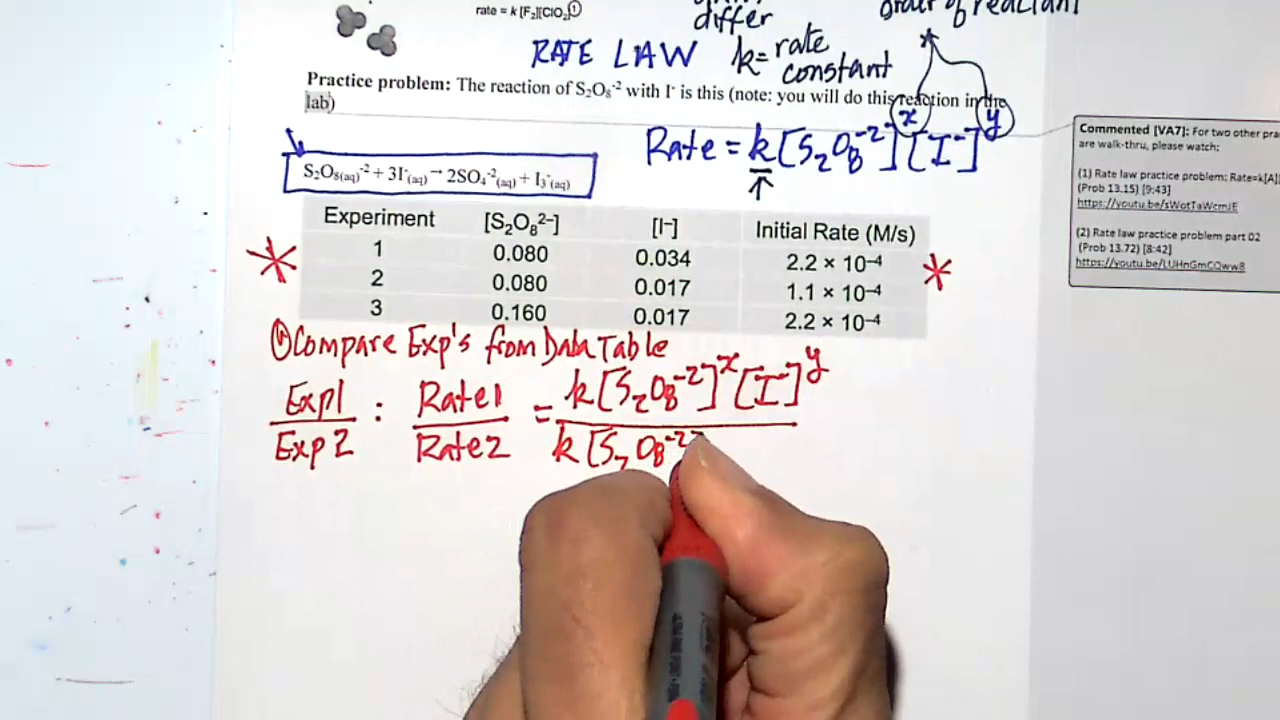 rate = k [F₂][ClO₂]①
differ
order of reactant
RATE LAW
k = rate constant
Practice problem: The reaction of S₂O₈⁻² with I⁻ is this (note: you will do this reaction in the
lab)
x y
Rate = k[S₂O₈⁻²] [I⁻]
S₂O₈(aq)⁻² + 3I⁻(aq) → 2SO₄⁻²(aq) + I₃⁻(aq)
Commented [VA7]: For two other pra
are walk-thru, please watch:
(1) Rate law practice problem: Rate=k[A][
(Prob 13.15) [9:43]
https://youtu.be/sWotTaWcmJE
(2) Rate law practice problem part 02
(Prob 13.72) [8:42]
https://youtu.be/LUHnGmCQww8
Experiment [S₂O₈²⁻] [I⁻] Initial Rate (M/s)
1 0.080 0.034 2.2 × 10⁻⁴
2 0.080 0.017 1.1 × 10⁻⁴
3 0.160 0.017 2.2 × 10⁻⁴
① Compare Exp's from Data Table
Exp1 : Rate1 = k[S₂O₈⁻²]ˣ[I⁻]ʸ
Exp2 Rate2 k[S₂O₈⁻²]